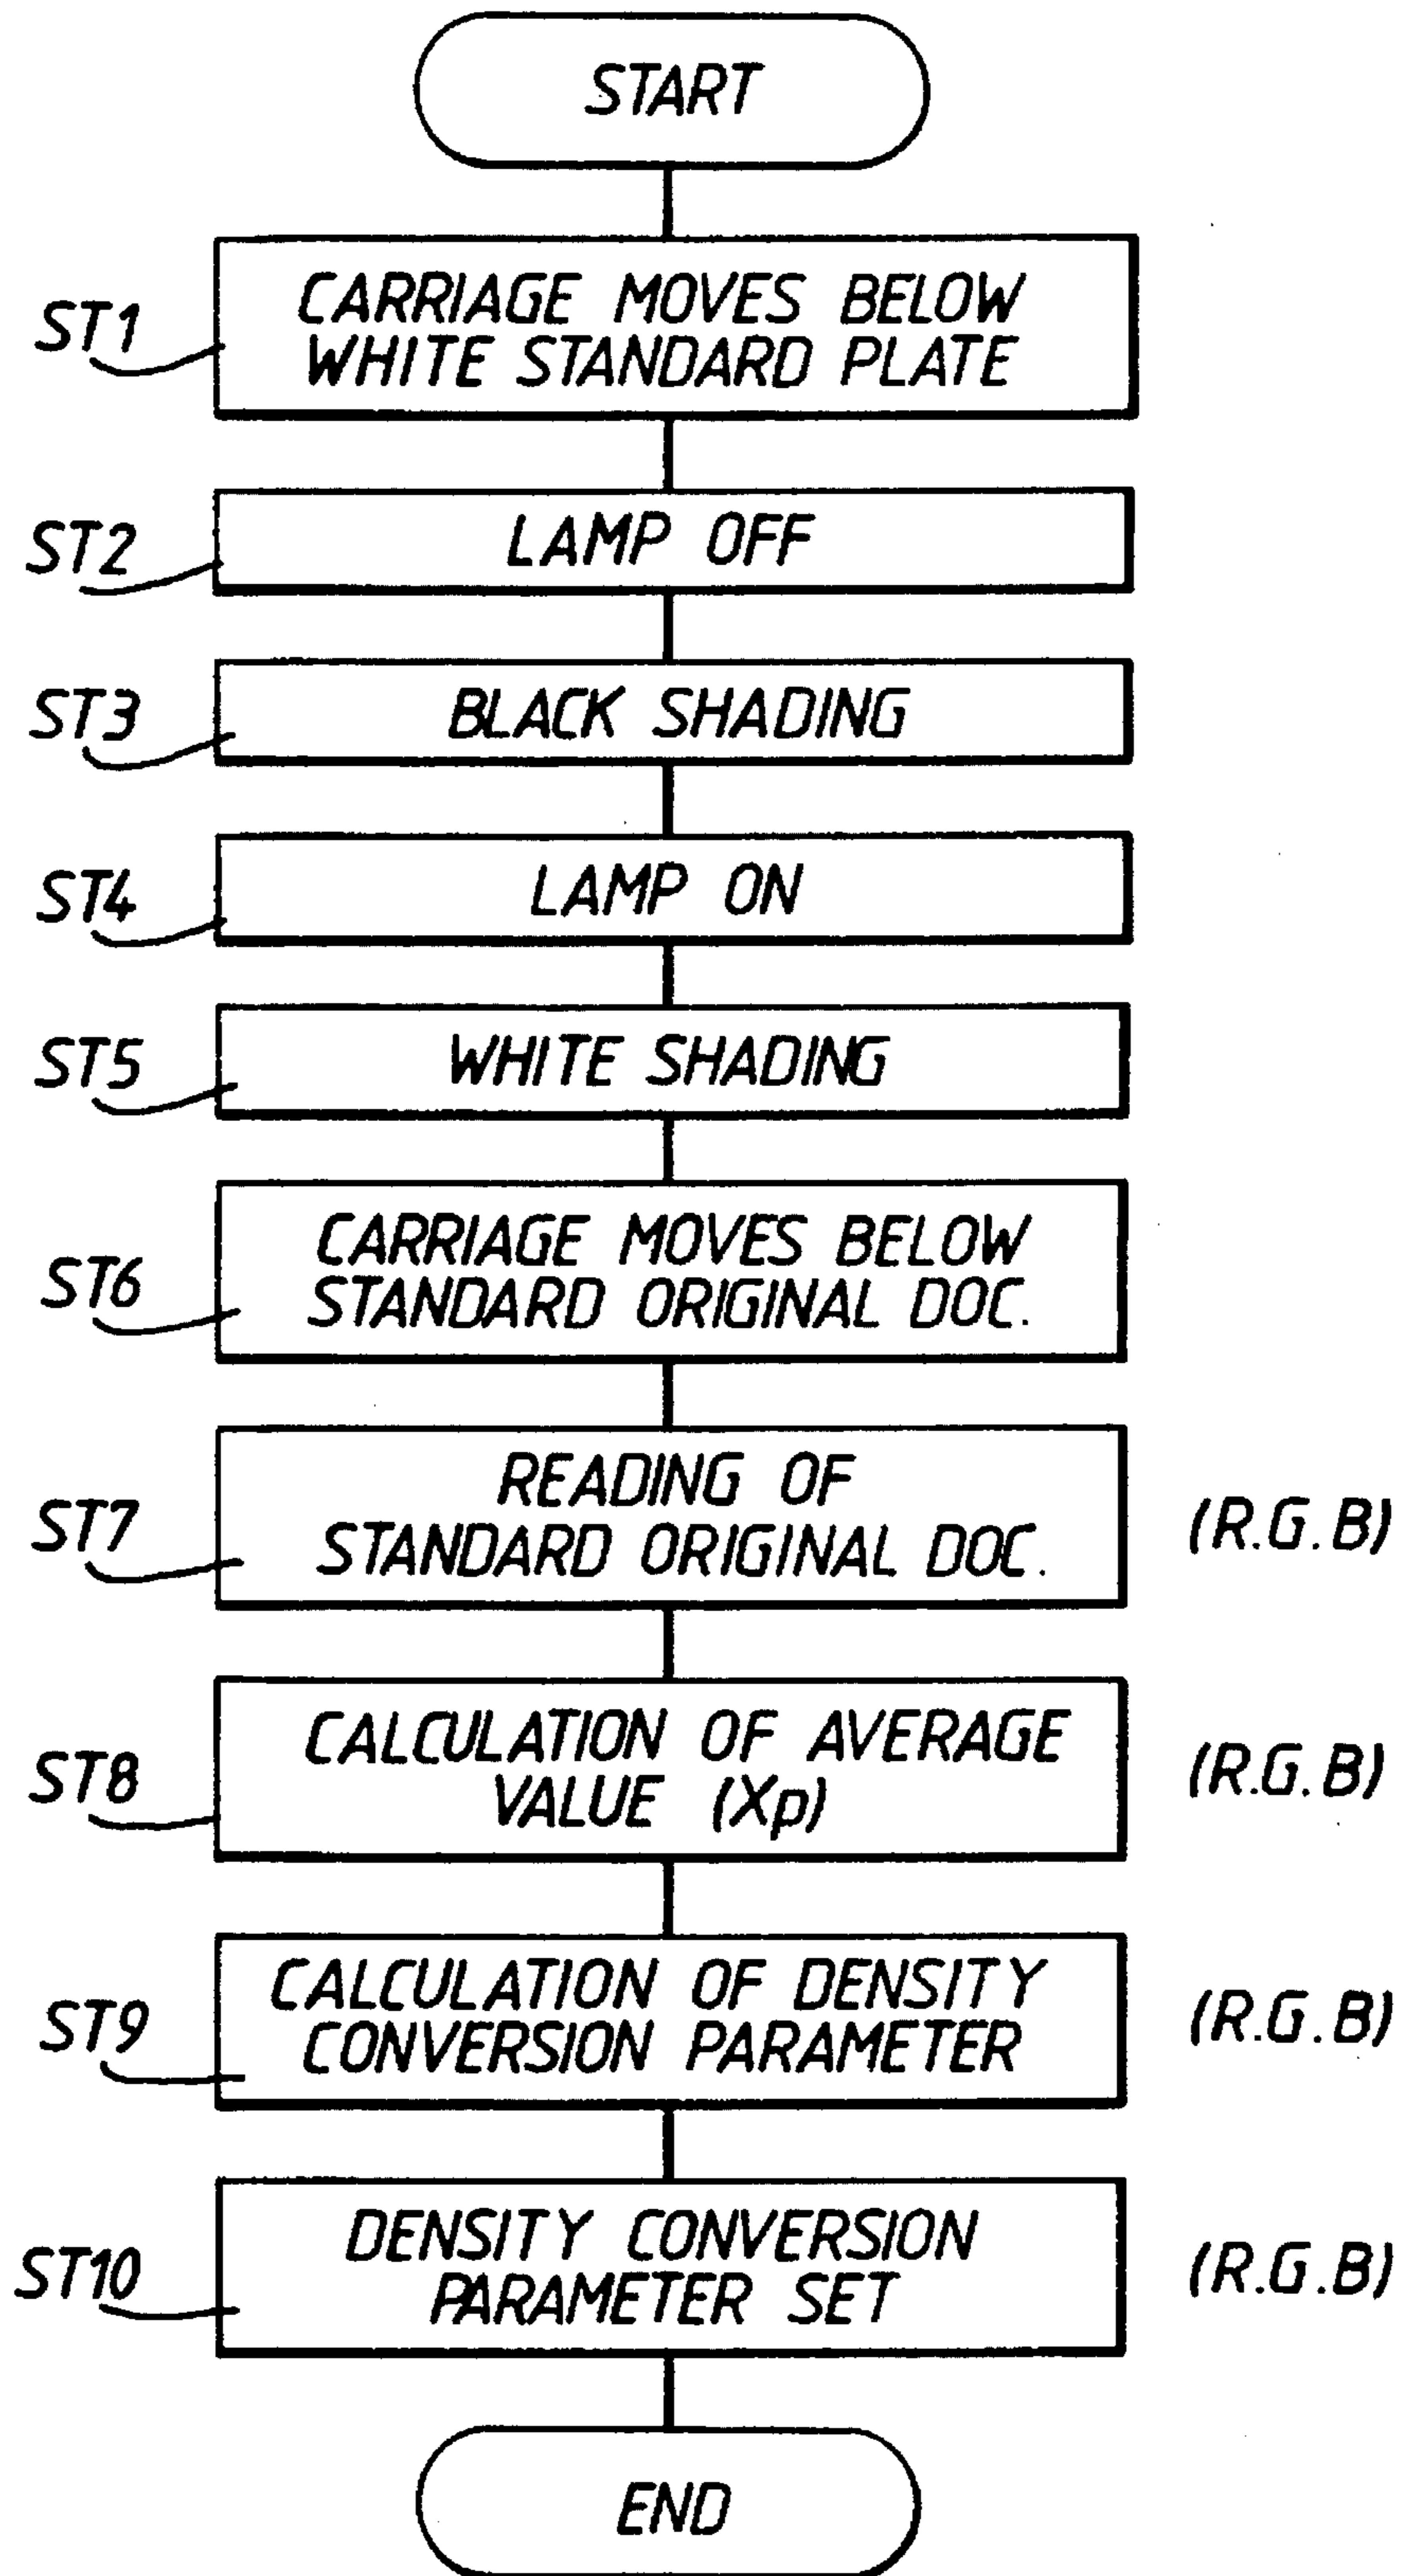 START
ST1
CARRIAGE MOVES BELOW
WHITE STANDARD PLATE
ST2
LAMP OFF
ST3
BLACK SHADING
ST4
LAMP ON
ST5
WHITE SHADING
ST6
CARRIAGE MOVES BELOW
STANDARD ORIGINAL DOC.
ST7
READING OF
STANDARD ORIGINAL DOC.
(R.G.B)
ST8
CALCULATION OF AVERAGE
VALUE (Xp)
(R.G.B)
ST9
CALCULATION OF DENSITY
CONVERSION PARAMETER
(R.G.B)
ST10
DENSITY CONVERSION
PARAMETER SET
(R.G.B)
END